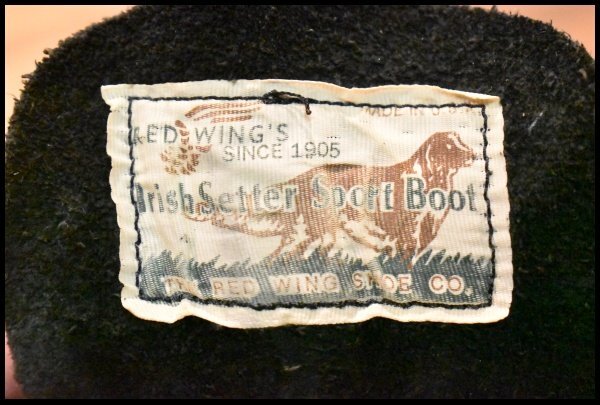 RED WING'S
MADE IN U·S·A
SINCE 1905
Irish Setter Sport Boot
THE RED WING SHOE CO.